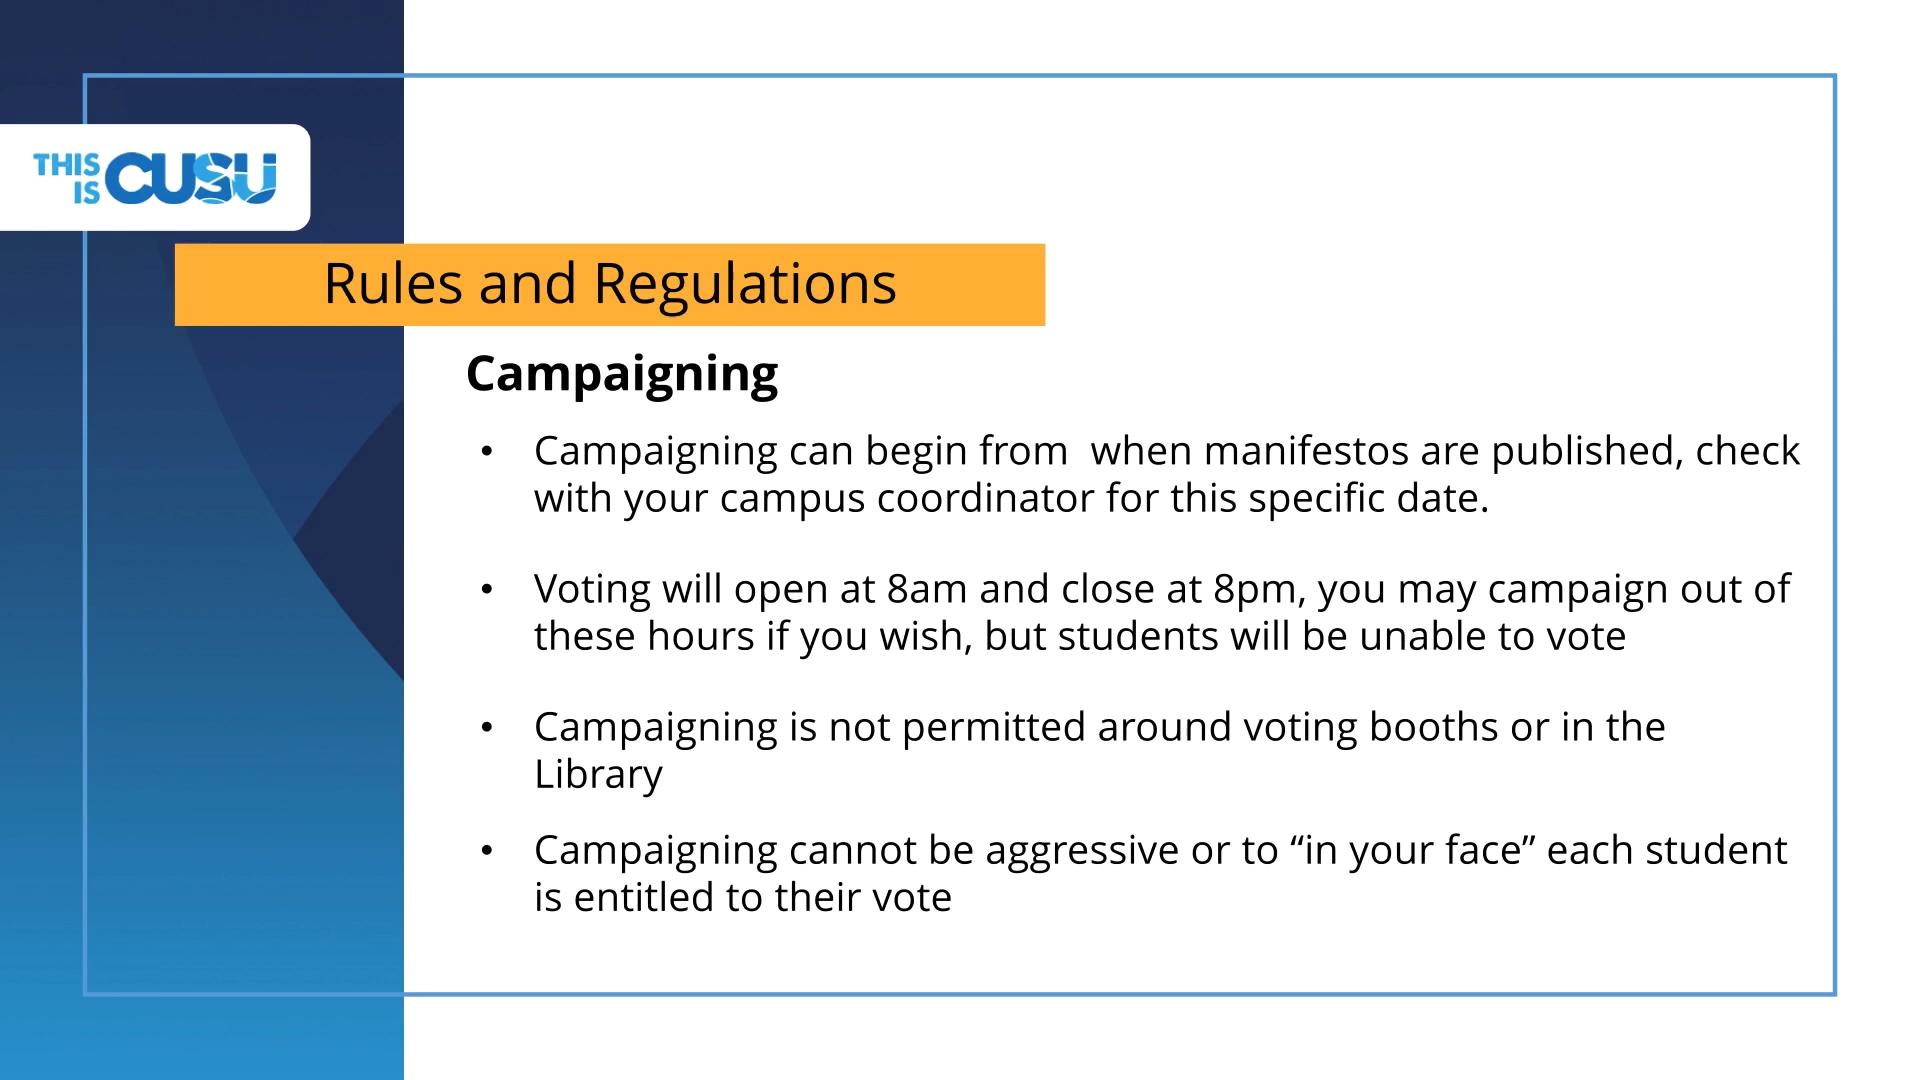 THIS
IS CUSU
Rules and Regulations
Campaigning
• Campaigning can begin from  when manifestos are published, check
with your campus coordinator for this specific date.
• Voting will open at 8am and close at 8pm, you may campaign out of
these hours if you wish, but students will be unable to vote
• Campaigning is not permitted around voting booths or in the
Library
• Campaigning cannot be aggressive or to “in your face” each student
is entitled to their vote